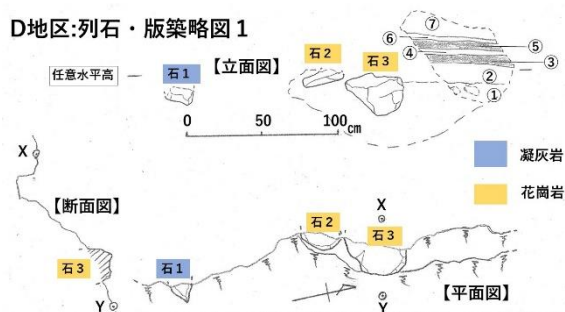 D地区:列石・版築略図 1
任意水平高
石1
【立面図】
石2
石3
⑦
⑥
⑤
④
③
②
①
0 50 100 cm
凝灰岩
花崗岩
X
【断面図】
石3
Y
石1
石2
石3
X
Y
【平面図】